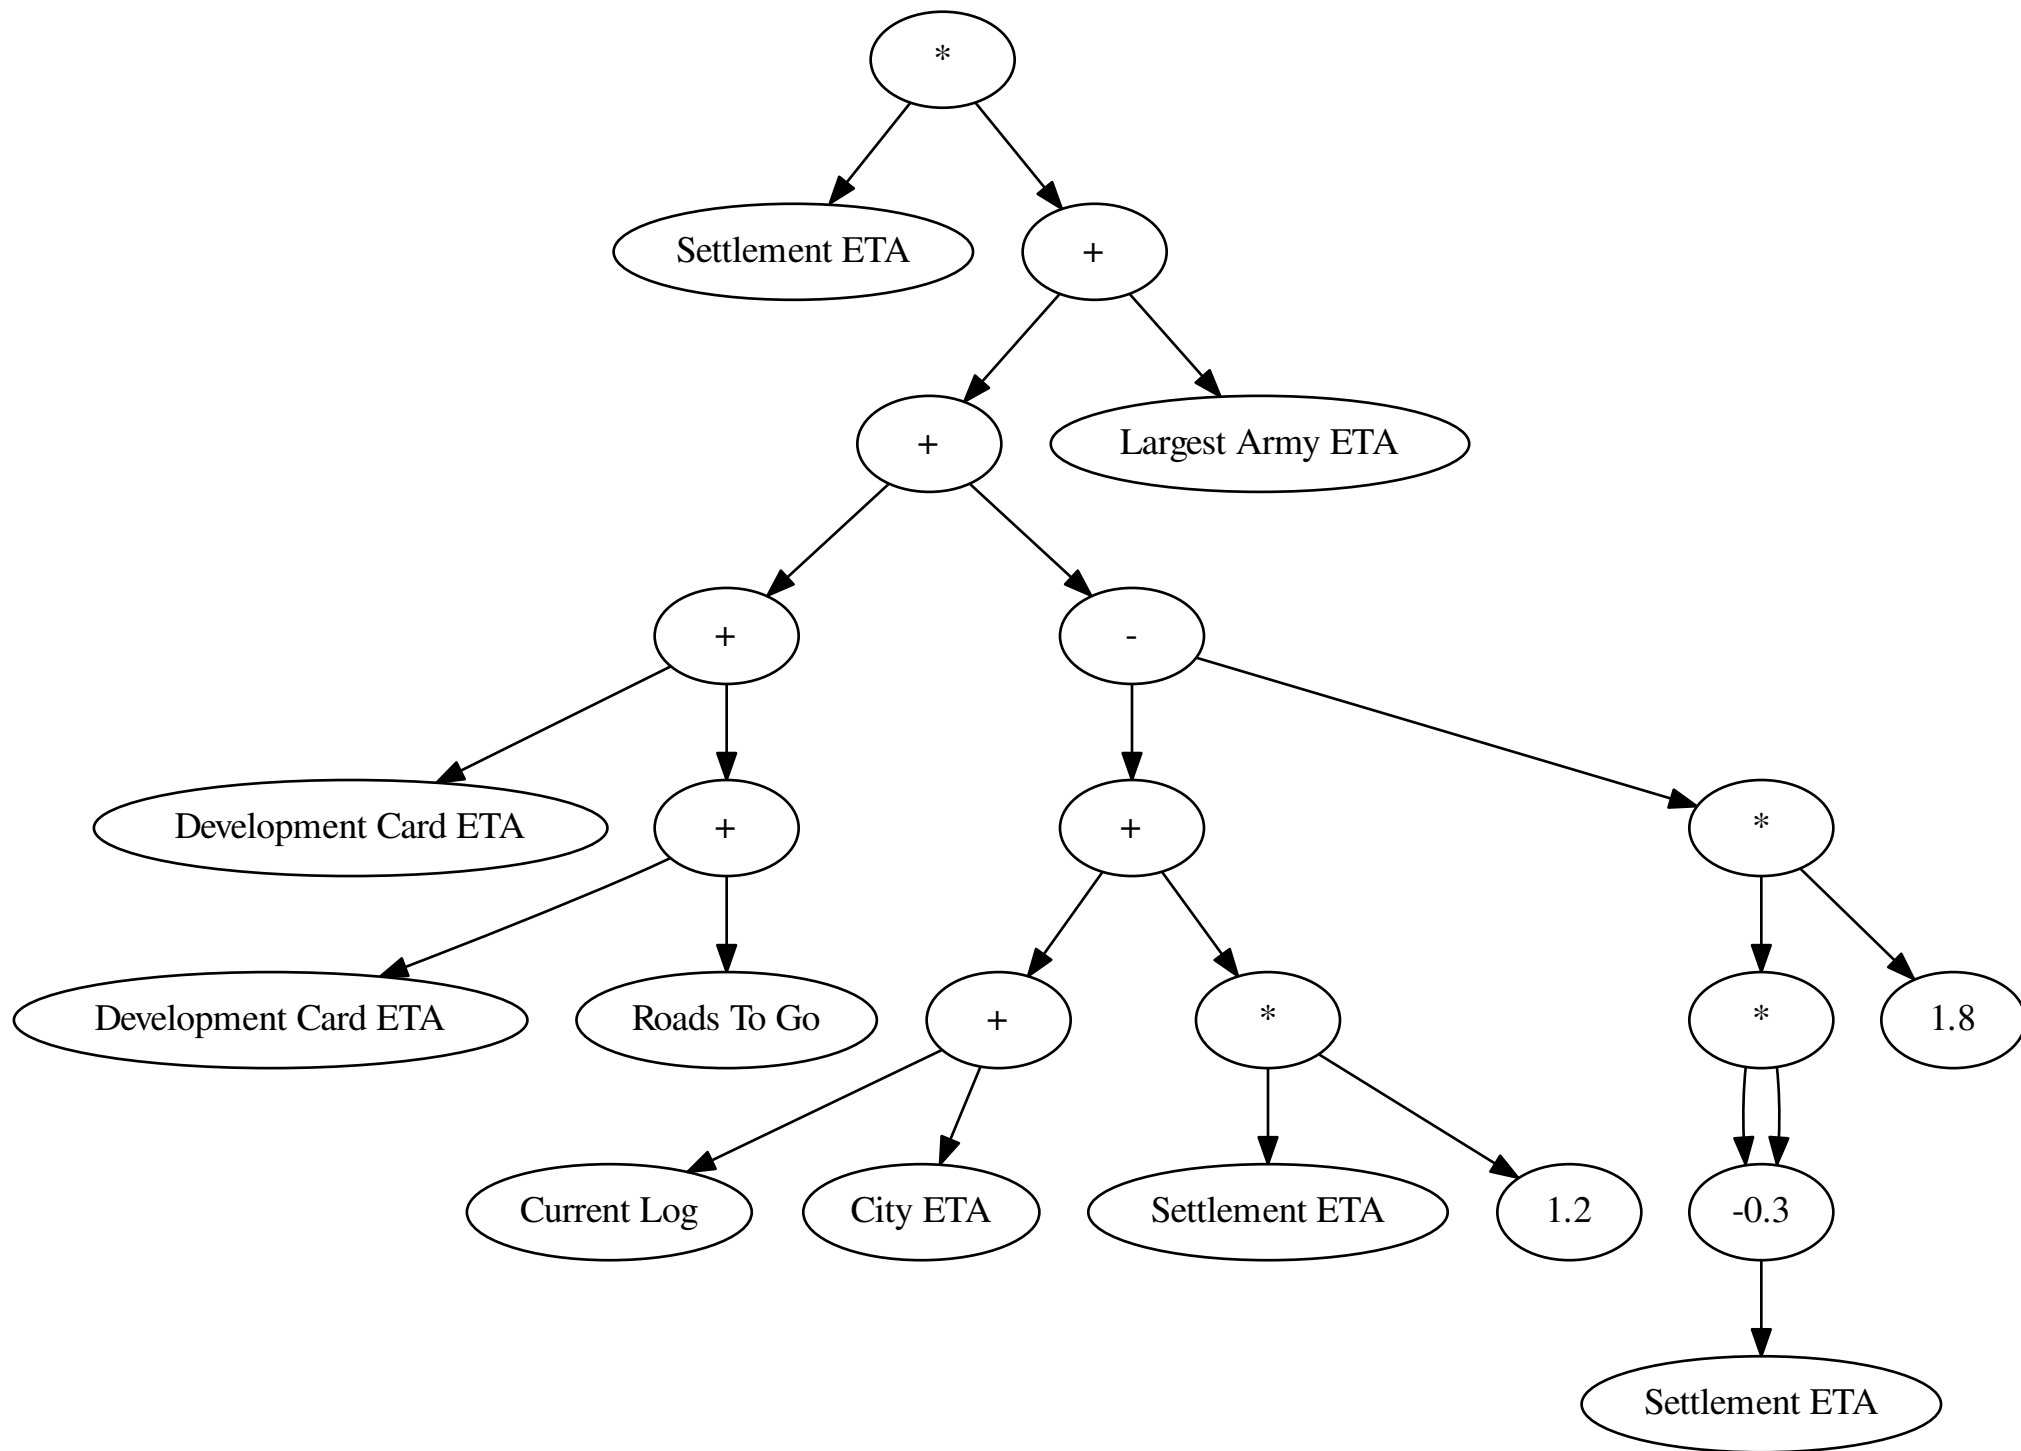 *
Settlement ETA
+
+
Largest Army ETA
+
-
Development Card ETA
+
+
*
Development Card ETA
Roads To Go
+
*
*
1.8
Current Log
City ETA
Settlement ETA
1.2
-0.3
Settlement ETA